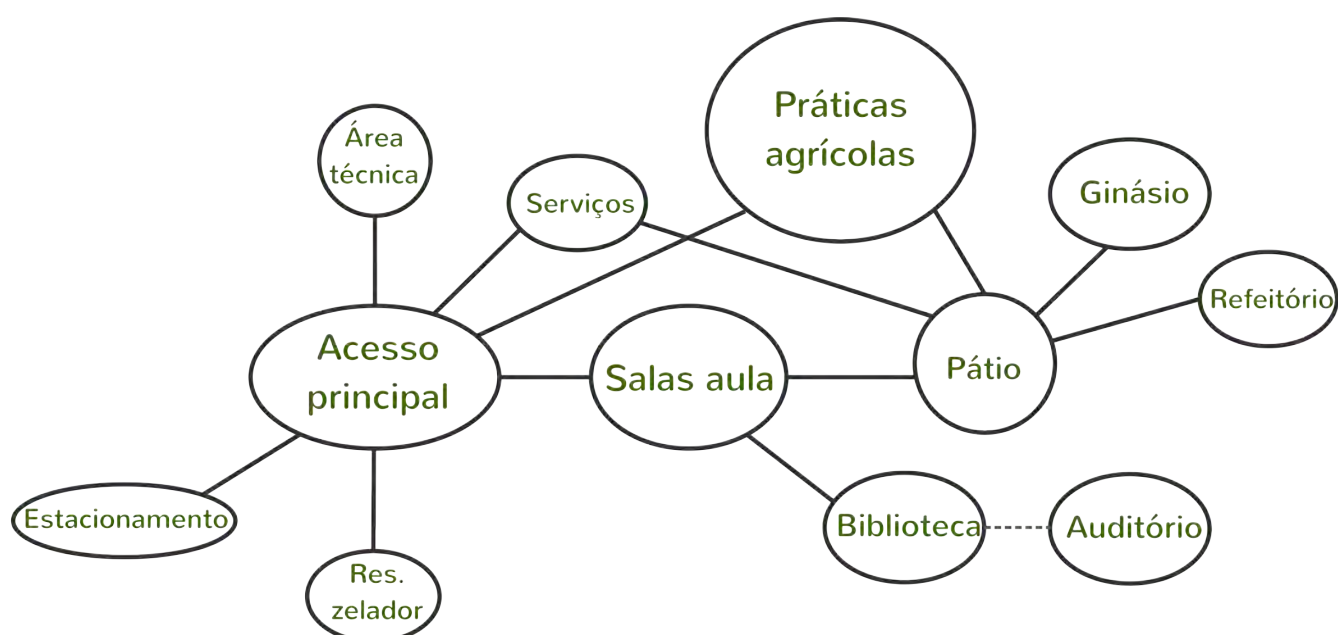 Práticas
agrícolas
Área
técnica
Serviços
Ginásio
Refeitório
Acesso
principal
Salas aula
Pátio
Estacionamento
Biblioteca
Auditório
Res.
zelador